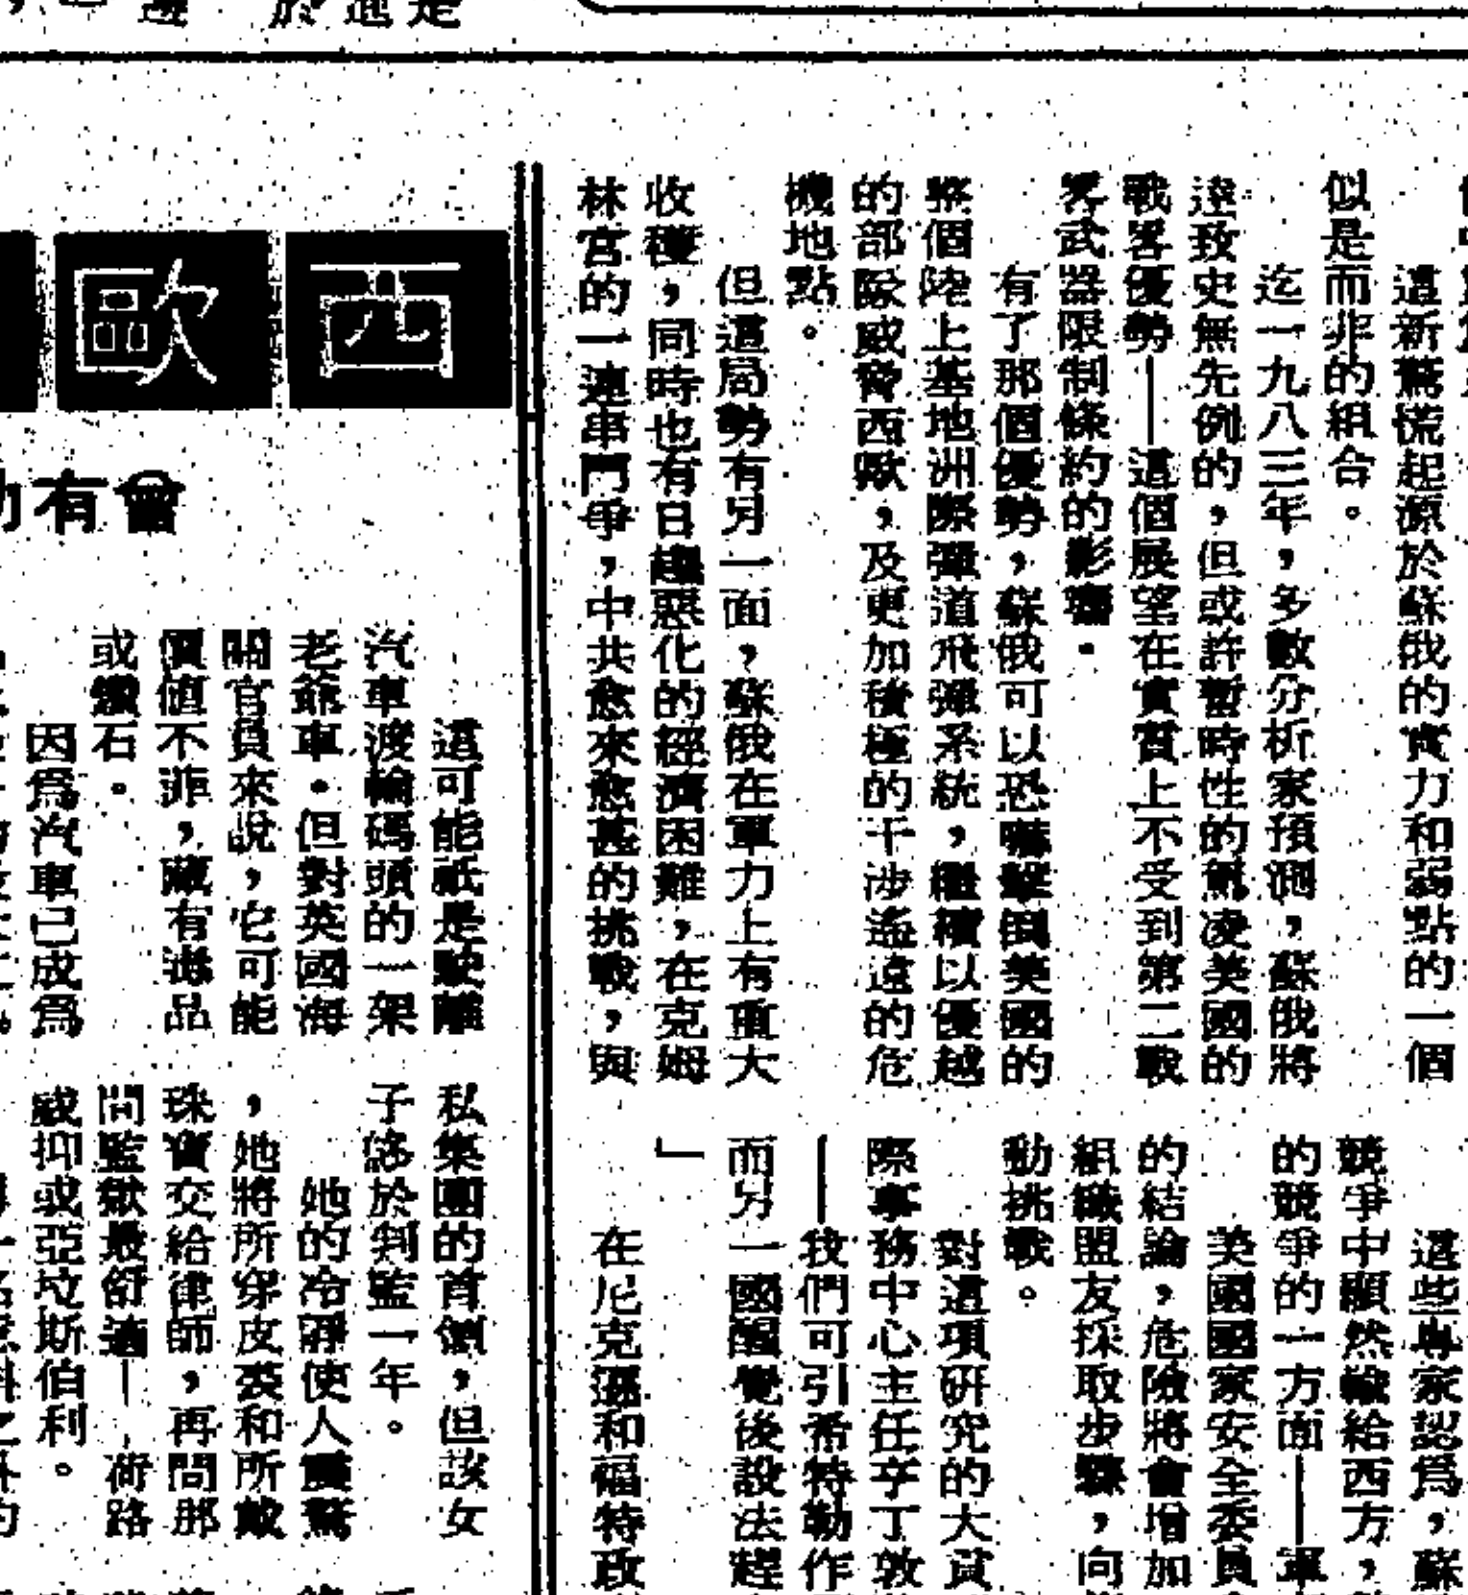 這新驚慌起源於蘇俄的實力和弱點的一個
似是而非的組合。
迄一九八三年，多數分析家預測，蘇俄將
達致史無先例的，但或許暫時性的駕凌美國的
戰畧優勢——這個展望在實質上不受到第二戰
畧武器限制條約的影響。
有了那個優勢，蘇俄可以恐嚇擊倒美國的
整個陸上基地洲際彈道飛彈系統，繼續以優越
的部隊威脅西歐，及更加積極的干涉遙遠的危
機地點。
但這局勢有另一面，蘇俄在軍力上有重大
收穫，同時也有日趨惡化的經濟困難，在克姆
林宮的一連串鬥爭，中共愈來愈甚的挑戰，與
這些專家認爲，蘇
競爭中顯然輸給西方，
的競爭的一方面——軍
美國國家安全委員
的結論，危險將會增加
組織盟友採取步驟，向
動挑戰。
對這項研究的大
際事務中心主任辛丁敦
——我們可引希特勒作
而另一國醒覺後設法趕
」
在尼克遜和福特政
西歐
會有
這可能祇是駛離
汽車渡輪碼頭的一架
老爺車。但對英國海
關官員來說，它可能
價值不菲，藏有毒品
或鑽石。
因爲汽車已成爲
私集團的首領，但該女
子終於判監一年。
她的冷靜使人震驚
，她將所穿皮裘和所戴
珠寶交給律師，再問那
問監獄最舒適—，荷路
威抑或亞坟斯伯利。